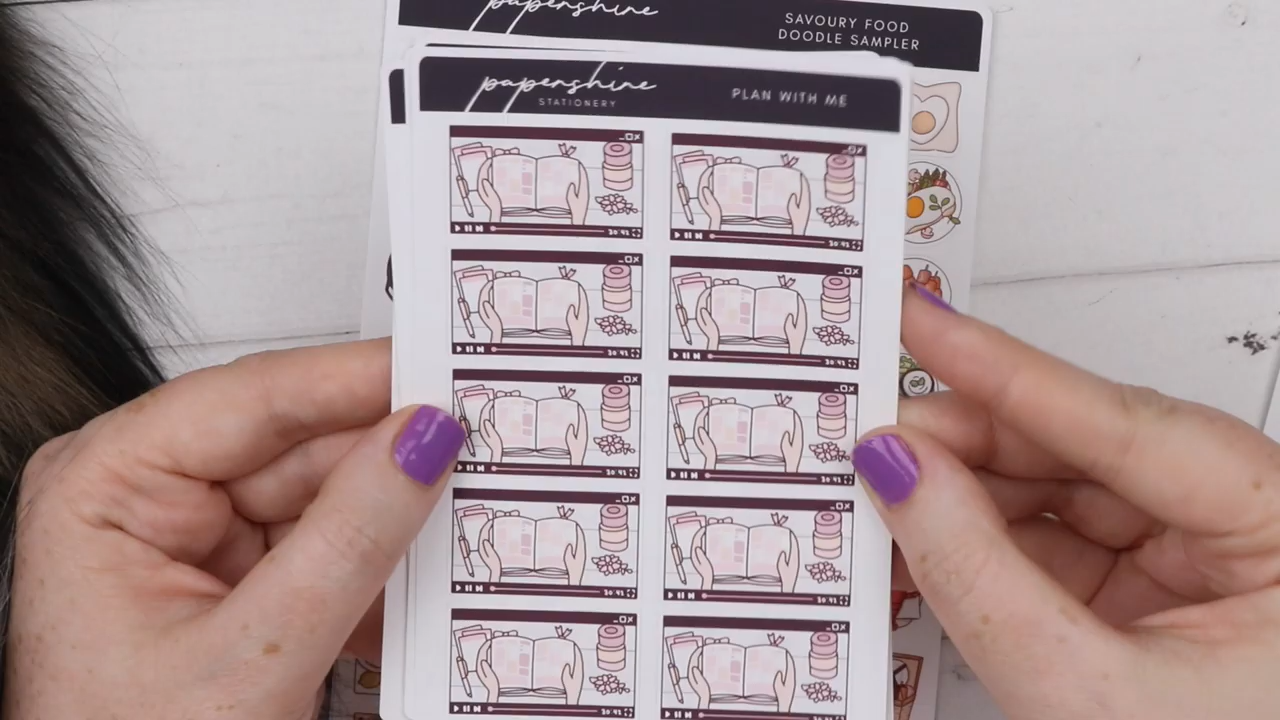 papershine
SAVOURY FOOD
DOODLE SAMPLER
papershine
STATIONERY
PLAN WITH ME